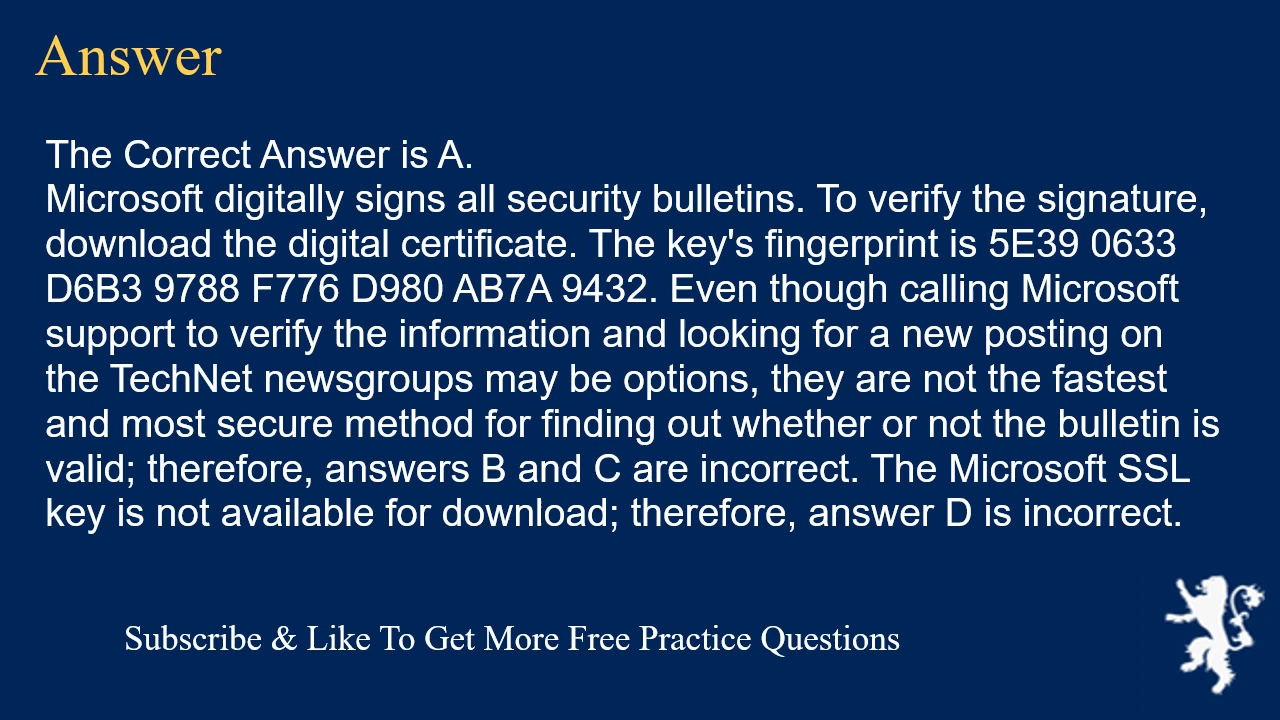 Answer
The Correct Answer is A.
Microsoft digitally signs all security bulletins. To verify the signature,
download the digital certificate. The key's fingerprint is 5E39 0633
D6B3 9788 F776 D980 AB7A 9432. Even though calling Microsoft
support to verify the information and looking for a new posting on
the TechNet newsgroups may be options, they are not the fastest
and most secure method for finding out whether or not the bulletin is
valid; therefore, answers B and C are incorrect. The Microsoft SSL
key is not available for download; therefore, answer D is incorrect.
Subscribe & Like To Get More Free Practice Questions